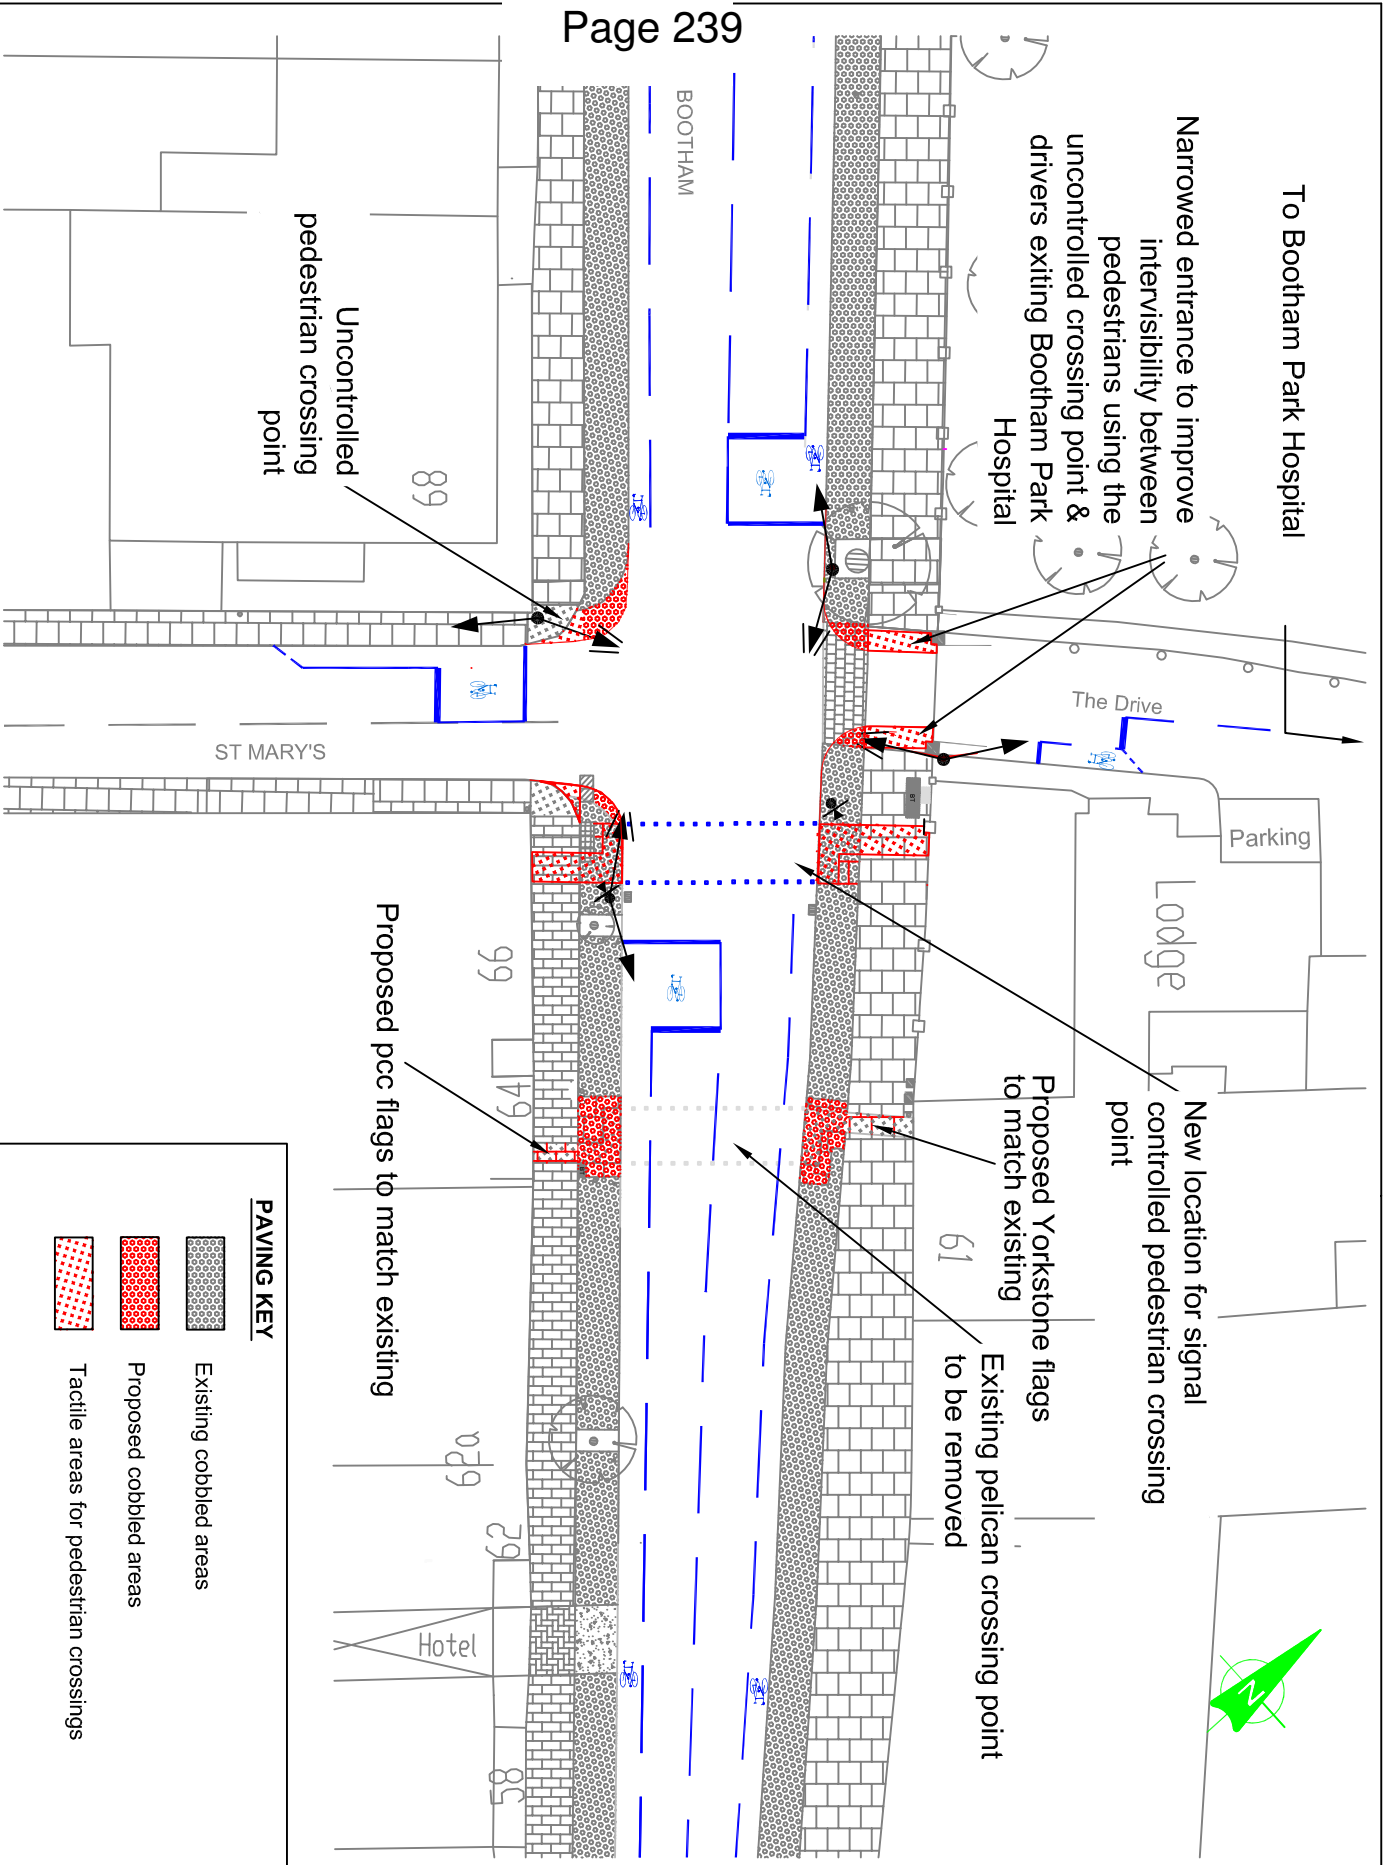 Page 239
To Bootham Park Hospital
Narrowed entrance to improve
intervisibility between
pedestrians using the
uncontrolled crossing point &
drivers exiting Bootham Park
Hospital
BOOTHAM
Uncontrolled
pedestrian crossing
point
89
The Drive
ST MARY'S
BT
Parking
Lodge
New location for signal
controlled pedestrian crossing
point
Proposed Yorkstone flags
to match existing
61
Existing pelican crossing point
to be removed
66
64
Proposed pcc flags to match existing
62a
62
Hotel
58
N
PAVING KEY
Existing cobbled areas
Proposed cobbled areas
Tactile areas for pedestrian crossings